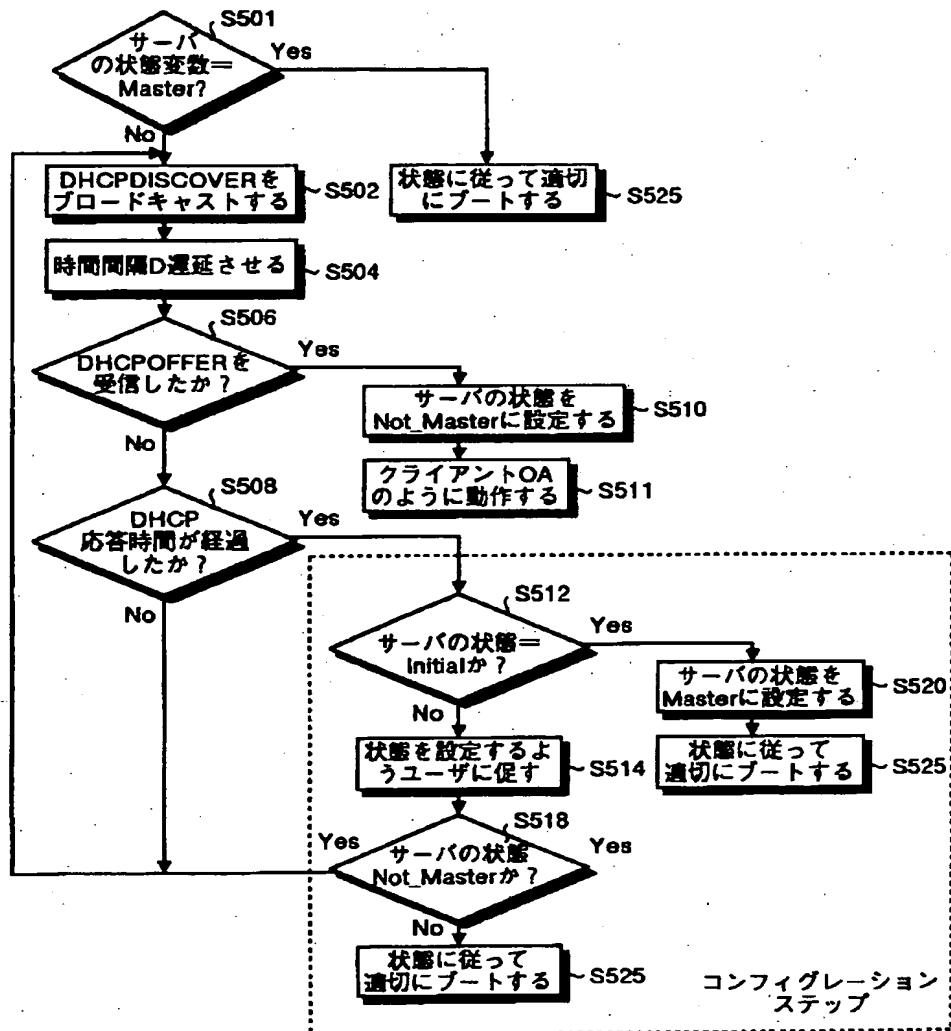 S501
サーバ
の状態変数＝
Master?
Yes
No
DHCPDISCOVERを
ブロードキャストする
S502
状態に従って適切
にブートする
S525
時間間隔D遅延させる
S504
S506
DHCPOFFERを
受信したか？
Yes
No
サーバの状態を
Not_Masterに設定する
S510
クライアントOA
のように動作する
S511
S508
DHCP
応答時間が経過
したか？
Yes
No
S512
サーバの状態＝
Initialか？
Yes
No
サーバの状態を
Masterに設定する
S520
状態を設定するよ
うユーザに促す
S514
状態に従って
適切にブートする
S525
S518
サーバの状態
Not_Masterか？
Yes
Yes
No
状態に従って
適切にブートする
S525
コンフィグレーション
ステップ